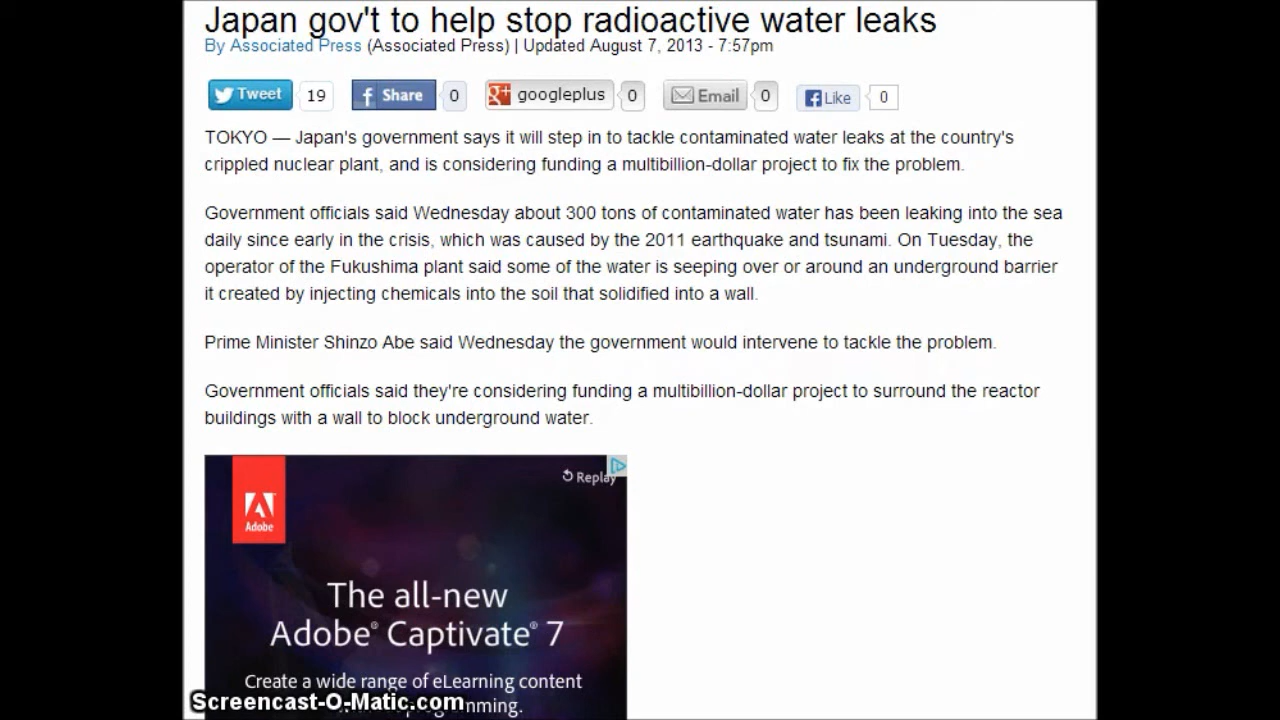 Japan gov't to help stop radioactive water leaks
By Associated Press (Associated Press) | Updated August 7, 2013 - 7:57pm
Tweet 19 Share 0 googleplus 0 Email 0 Like 0
TOKYO — Japan's government says it will step in to tackle contaminated water leaks at the country's
crippled nuclear plant, and is considering funding a multibillion-dollar project to fix the problem.
Government officials said Wednesday about 300 tons of contaminated water has been leaking into the sea
daily since early in the crisis, which was caused by the 2011 earthquake and tsunami. On Tuesday, the
operator of the Fukushima plant said some of the water is seeping over or around an underground barrier
it created by injecting chemicals into the soil that solidified into a wall.
Prime Minister Shinzo Abe said Wednesday the government would intervene to tackle the problem.
Government officials said they're considering funding a multibillion-dollar project to surround the reactor
buildings with a wall to block underground water.
Replay
Adobe
The all-new
Adobe® Captivate® 7
Create a wide range of eLearning content
Screencast-O-Matic.com